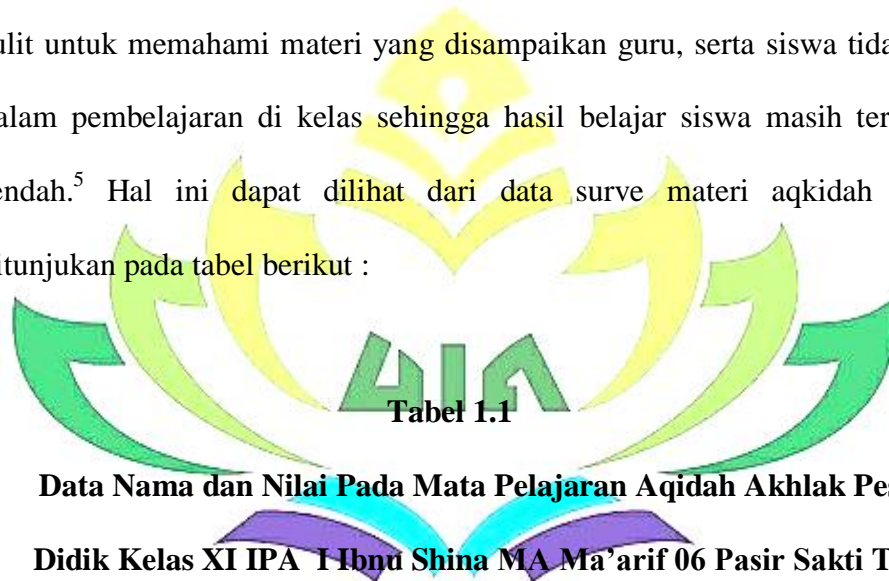 ulit untuk memahami materi yang disampaikan guru, serta siswa tida
alam pembelajaran di kelas sehingga hasil belajar siswa masih ter
endah.5 Hal ini dapat dilihat dari data surve materi aqkidah
itunjukan pada tabel berikut :
UIN
Tabel 1.1
Data Nama dan Nilai Pada Mata Pelajaran Aqidah Akhlak Pes
Didik Kelas XI IPA I Ibnu Shina MA Ma’arif 06 Pasir Sakti T